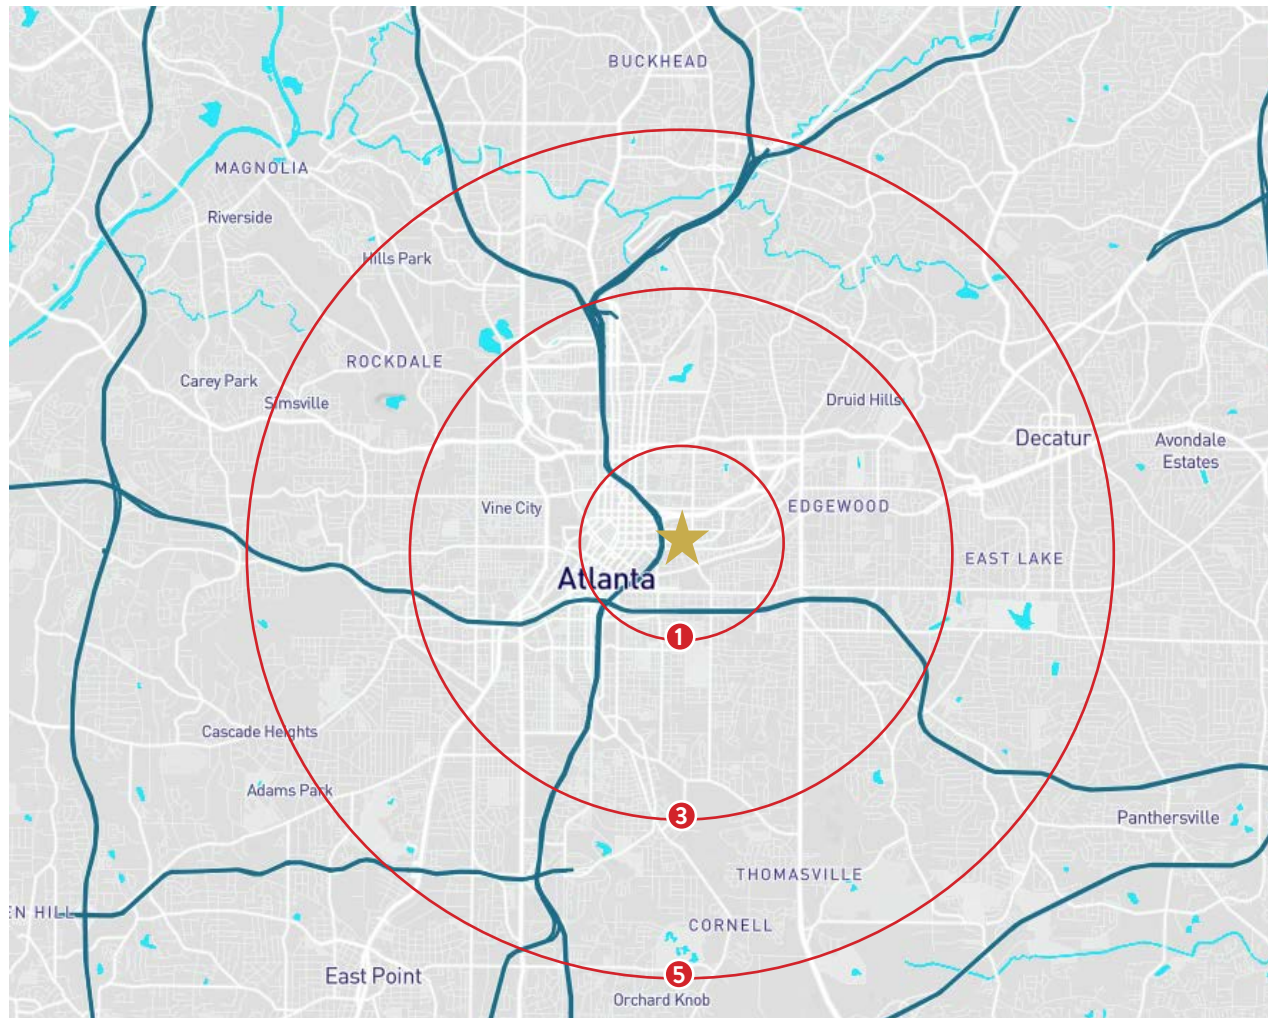 BUCKHEAD
MAGNOLIA
Riverside
Hills Park
ROCKDALE
Carey Park
Simsville
Druid Hills
Decatur
Avondale
Estates
Vine City
EDGEWOOD
EAST LAKE
Atlanta
1
Cascade Heights
Adams Park
3
Panthersville
THOMASVILLE
EN HILL
CORNELL
East Point
5
Orchard Knob